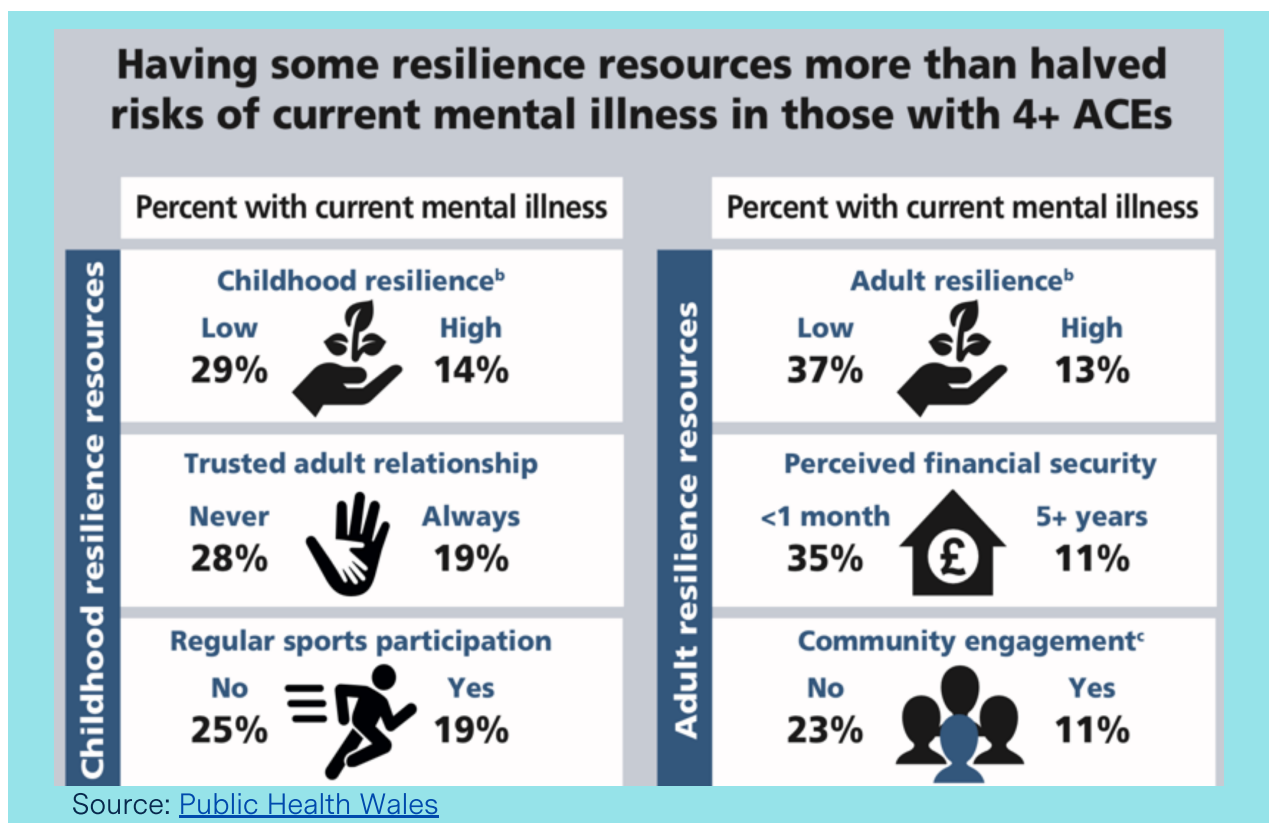 Having some resilience resources more than halved
risks of current mental illness in those with 4+ ACEs
Percent with current mental illness
Childhood resilience resources
Childhood resilienceᵇ
Low High
29% 14%
Trusted adult relationship
Never Always
28% 19%
Regular sports participation
No Yes
25% 19%
Percent with current mental illness
Adult resilience resources
Adult resilienceᵇ
Low High
37% 13%
Perceived financial security
<1 month 5+ years
35% £ 11%
Community engagementᶜ
No Yes
23% 11%
Source: Public Health Wales